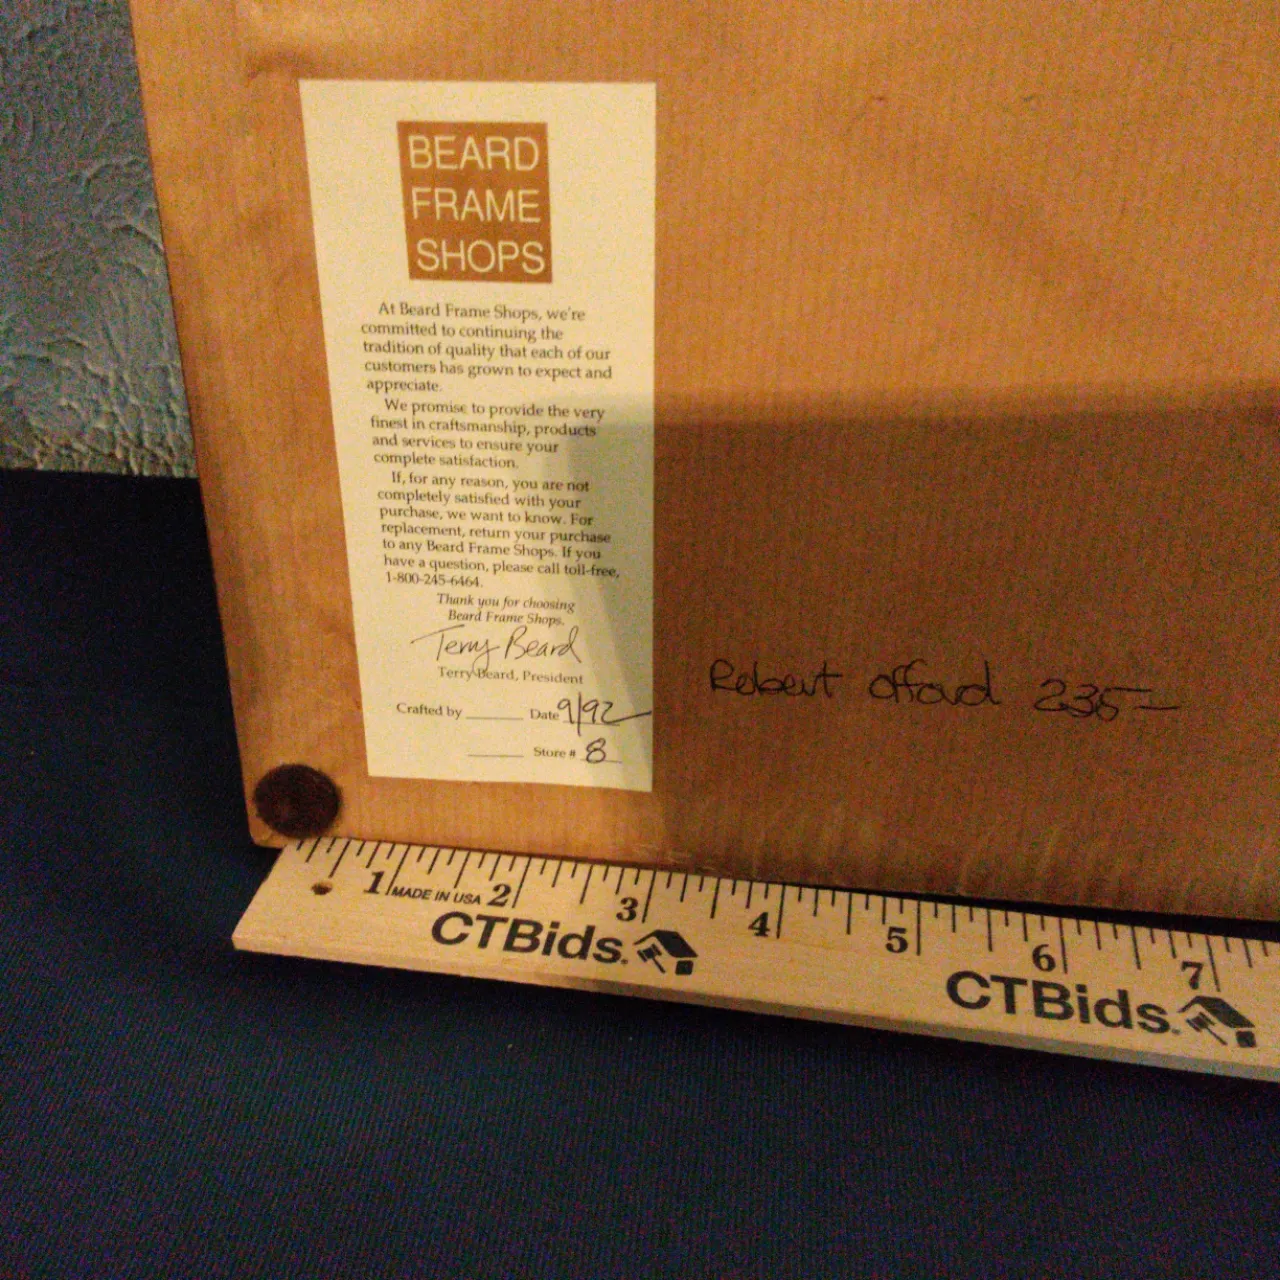 BEARD
FRAME
SHOPS
At Beard Frame Shops, we're
committed to continuing the
tradition of quality that each of our
customers has grown to expect and
appreciate.
We promise to provide the very
finest in craftsmanship, products
and services to ensure your
complete satisfaction.
If, for any reason, you are not
completely satisfied with your
purchase, we want to know. For
replacement, return your purchase
to any Beard Frame Shops. If you
have a question, please call toll-free,
1-800-245-6464.
Thank you for choosing
Beard Frame Shops.
Terry Beard
Terry Beard, President
Crafted by ______ Date 9/92
______ Store # 8
Robert Offord 235-
1 MADE IN USA 2 3 4 5 6 7
CTBids. CTBids.